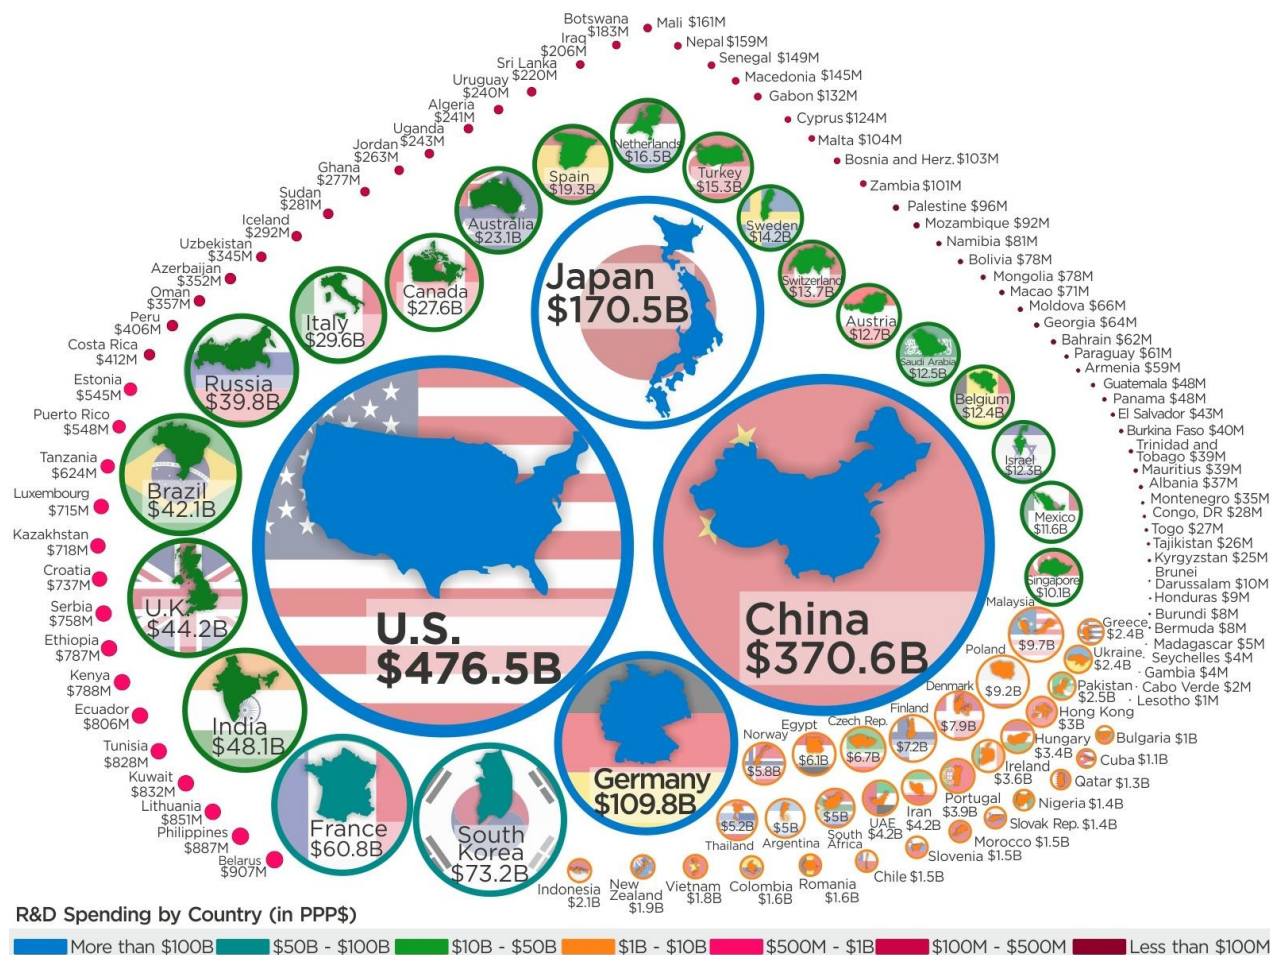 Botswana
$183M
Iraq
$206M
Sri Lanka
$220M
Uruguay
$240M
Algeria
$241M
Uganda
$243M
Jordan
$263M
Ghana
$277M
Sudan
$281M
Iceland
$292M
Uzbekistan
$345M
Azerbaijan
$352M
Oman
$357M
Peru
$406M
Costa Rica
$412M
Estonia
$545M
Puerto Rico
$548M
Tanzania
$624M
Luxembourg
$715M
Kazakhstan
$718M
Croatia
$737M
Serbia
$758M
Ethiopia
$787M
Kenya
$788M
Ecuador
$806M
Tunisia
$828M
Kuwait
$832M
Lithuania
$851M
Philippines
$887M
Belarus
$907M
Mali $161M
Nepal $159M
Senegal $149M
Macedonia $145M
Gabon $132M
Cyprus $124M
Malta $104M
Bosnia and Herz. $103M
Zambia $101M
Palestine $96M
Mozambique $92M
Namibia $81M
Bolivia $78M
Mongolia $78M
Macao $71M
Moldova $66M
Georgia $64M
Bahrain $62M
Paraguay $61M
Armenia $59M
Guatemala $48M
Panama $48M
El Salvador $43M
Burkina Faso $40M
Trinidad and
Tobago $39M
Mauritius $39M
Albania $37M
Montenegro $35M
Congo, DR $28M
Togo $27M
Tajikistan $26M
Kyrgyzstan $25M
Brunei
Darussalam $10M
Honduras $9M
Burundi $8M
Bermuda $8M
Madagascar $5M
Seychelles $4M
Gambia $4M
Cabo Verde $2M
Lesotho $1M
Netherlands
$16.5B
Turkey
$15.3B
Sweden
$14.2B
Switzerland
$13.7B
Austria
$12.7B
Saudi Arabia
$12.5B
Belgium
$12.4B
Israel
$12.3B
Mexico
$11.6B
Singapore
$10.1B
Spain
$19.3B
Australia
$23.1B
Canada
$27.6B
Italy
$29.6B
Russia
$39.8B
Brazil
$42.1B
U.K.
$44.2B
India
$48.1B
France
$60.8B
South
Korea
$73.2B
Japan
$170.5B
U.S.
$476.5B
China
$370.6B
Germany
$109.8B
Malaysia
$9.7B
Poland
$9.2B
Denmark
$7.9B
Finland
$7.2B
Czech Rep.
$6.7B
Egypt
$6.1B
Norway
$5.8B
$5.2B
Thailand
$5B
Argentina
$5B
South
Africa
UAE
$4.2B
Iran
$4.2B
Portugal
$3.9B
Ireland
$3.6B
Hungary
$3.4B
Hong Kong
$3B
Pakistan
$2.5B
Ukraine
$2.4B
Greece
$2.4B
Indonesia
$2.1B
New
Zealand
$1.9B
Vietnam
$1.8B
Colombia
$1.6B
Romania
$1.6B
Chile $1.5B
Slovenia $1.5B
Morocco $1.5B
Slovak Rep. $1.4B
Nigeria $1.4B
Qatar $1.3B
Cuba $1.1B
Bulgaria $1B
R&D Spending by Country (in PPP$)
More than $100B
$50B - $100B
$10B - $50B
$1B - $10B
$500M - $1B
$100M - $500M
Less than $100M